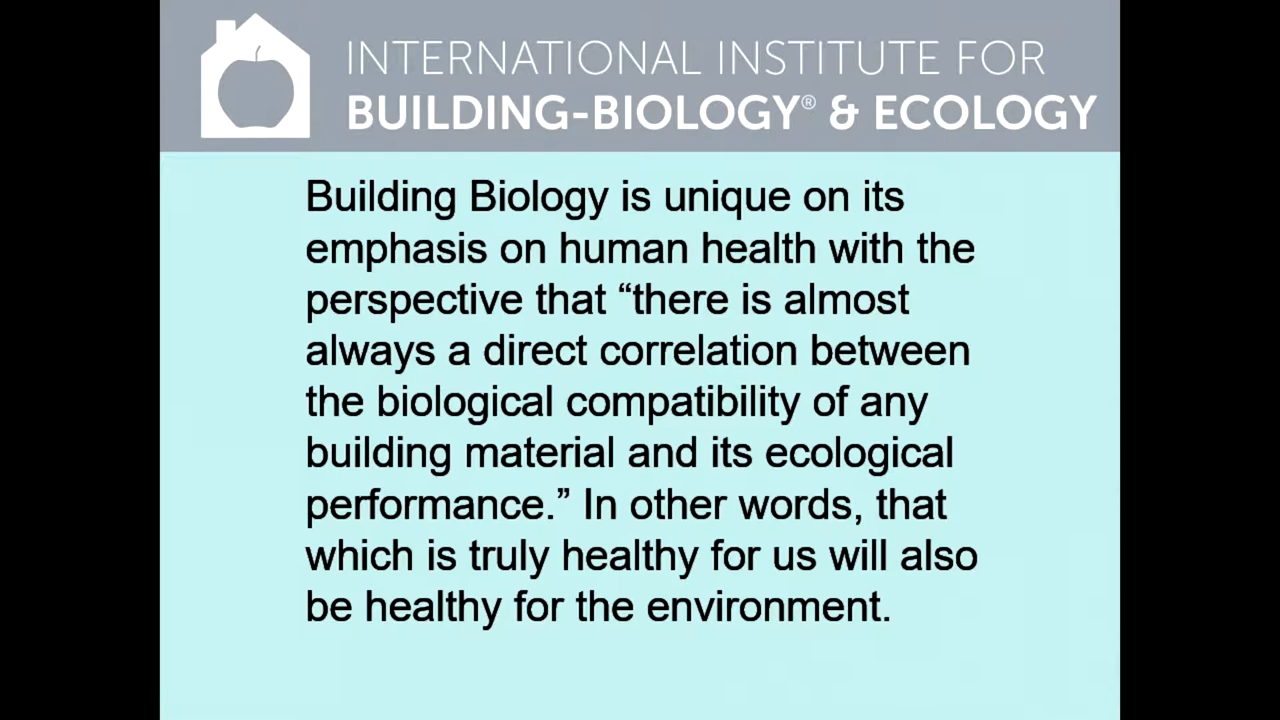 INTERNATIONAL INSTITUTE FOR
BUILDING-BIOLOGY® & ECOLOGY
Building Biology is unique on its
emphasis on human health with the
perspective that “there is almost
always a direct correlation between
the biological compatibility of any
building material and its ecological
performance.” In other words, that
which is truly healthy for us will also
be healthy for the environment.